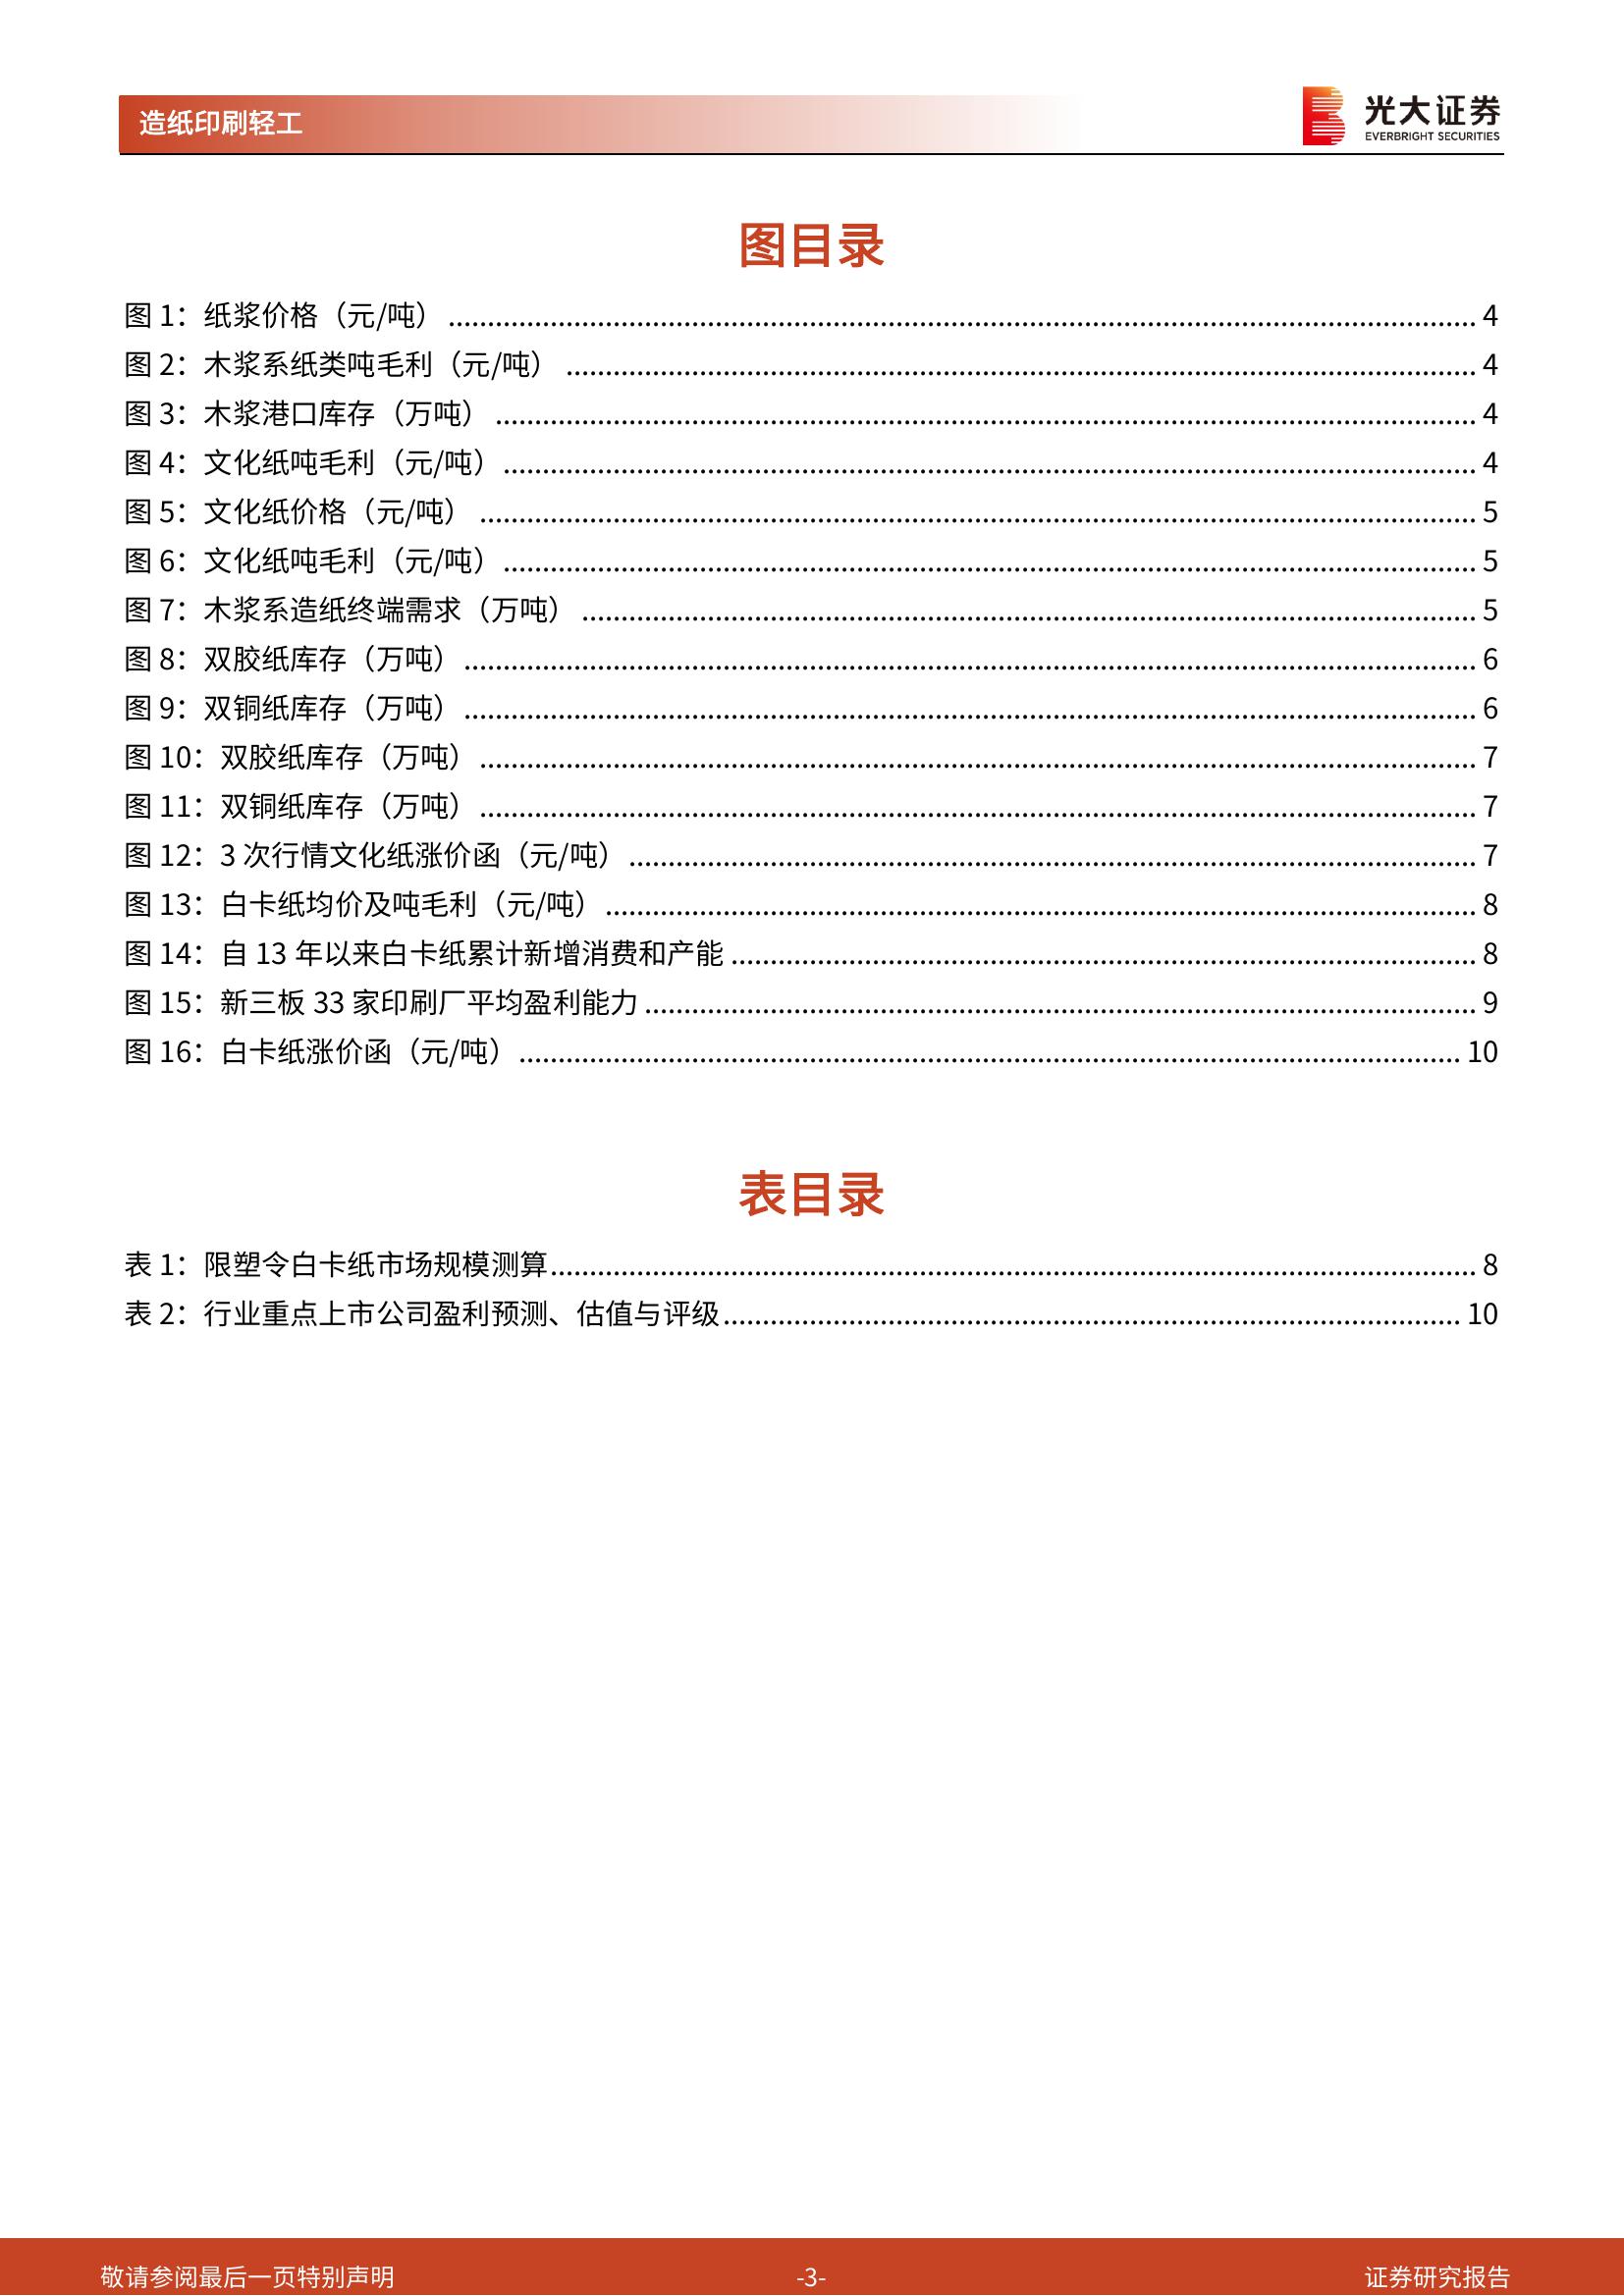 造纸印刷轻工
光大证券
EVERBRIGHT SECURITIES
图目录
图 1：纸浆价格（元/吨） ........ 4
图 2：木浆系纸类吨毛利（元/吨） ........ 4
图 3：木浆港口库存（万吨） ........ 4
图 4：文化纸吨毛利（元/吨） ........ 4
图 5：文化纸价格（元/吨） ........ 5
图 6：文化纸吨毛利（元/吨） ........ 5
图 7：木浆系造纸终端需求（万吨） ........ 5
图 8：双胶纸库存（万吨） ........ 6
图 9：双铜纸库存（万吨） ........ 6
图 10：双胶纸库存（万吨） ........ 7
图 11：双铜纸库存（万吨） ........ 7
图 12：3 次行情文化纸涨价函（元/吨） ........ 7
图 13：白卡纸均价及吨毛利（元/吨） ........ 8
图 14：自 13 年以来白卡纸累计新增消费和产能 ........ 8
图 15：新三板 33 家印刷厂平均盈利能力 ........ 9
图 16：白卡纸涨价函（元/吨） ........ 10
表目录
表 1：限塑令白卡纸市场规模测算 ........ 8
表 2：行业重点上市公司盈利预测、估值与评级 ........ 10
敬请参阅最后一页特别声明
-3-
证券研究报告